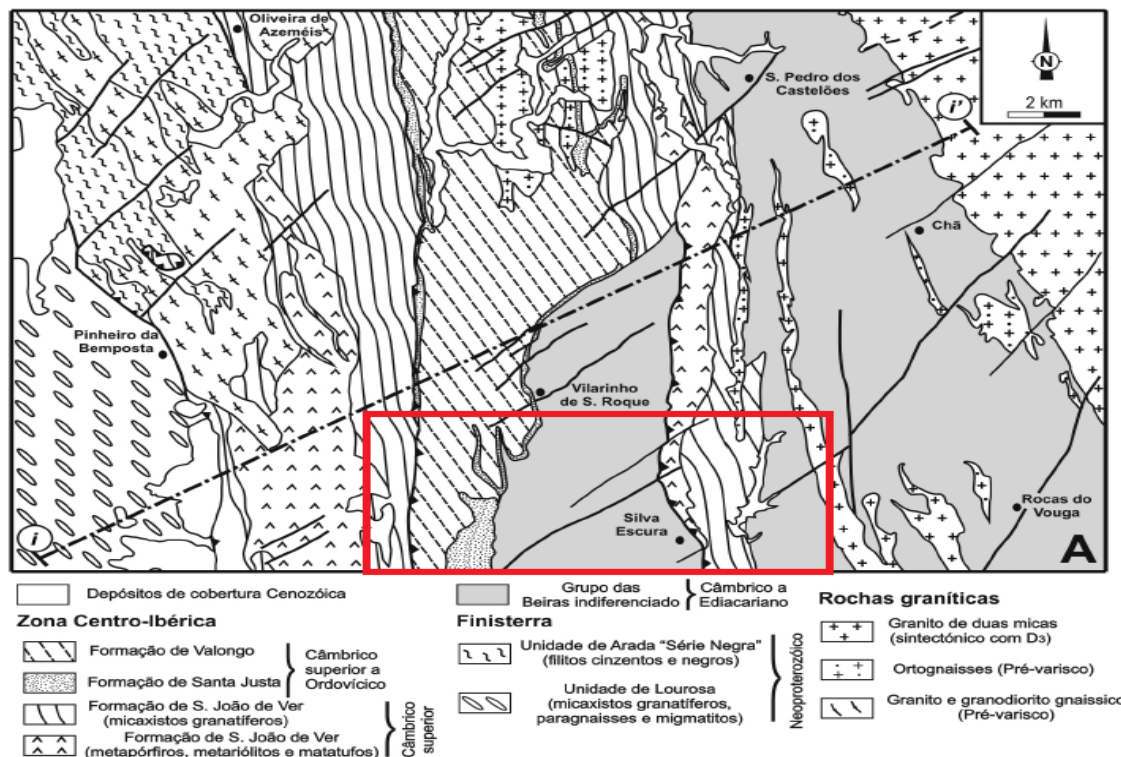 Oliveira de
Azeméis
S. Pedro dos
Castelões
N
2 km
i'
Chã
Pinheiro da
Bemposta
Vilarinho
de S. Roque
Silva
Escura
Rocas do
Vouga
i
A
Depósitos de cobertura Cenozóica
Grupo das
Beiras indiferenciado
Câmbrico a
Ediacariano
Zona Centro-Ibérica
Formação de Valongo
Formação de Santa Justa
Câmbrico
superior a
Ordovícico
Formação de S. João de Ver
(micaxistos granatíferos)
Formação de S. João de Ver
(metapórfiros, metariólitos e matatufos)
Câmbrico
superior
Finisterra
Unidade de Arada "Série Negra"
(filitos cinzentos e negros)
Unidade de Lourosa
(micaxistos granatíferos,
paragnaisses e migmatitos)
Neoproterozóico
Rochas graníticas
Granito de duas micas
(sintectónico com D3)
Ortognaisses (Pré-varisco)
Granito e granodiorito gnaissico
(Pré-varisco)